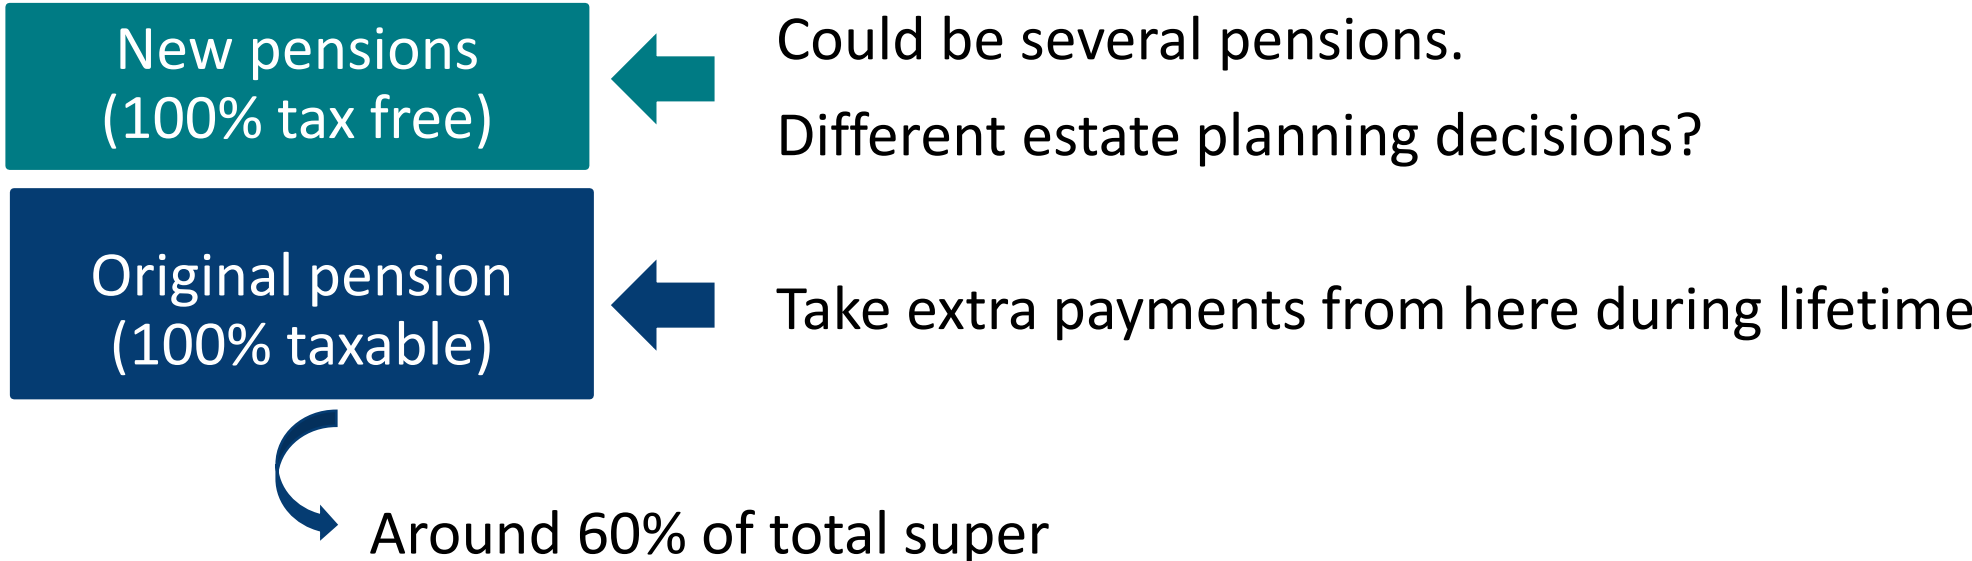 New pensions
(100% tax free)
Could be several pensions.
Different estate planning decisions?
Original pension
(100% taxable)
Take extra payments from here during lifetime
Around 60% of total super